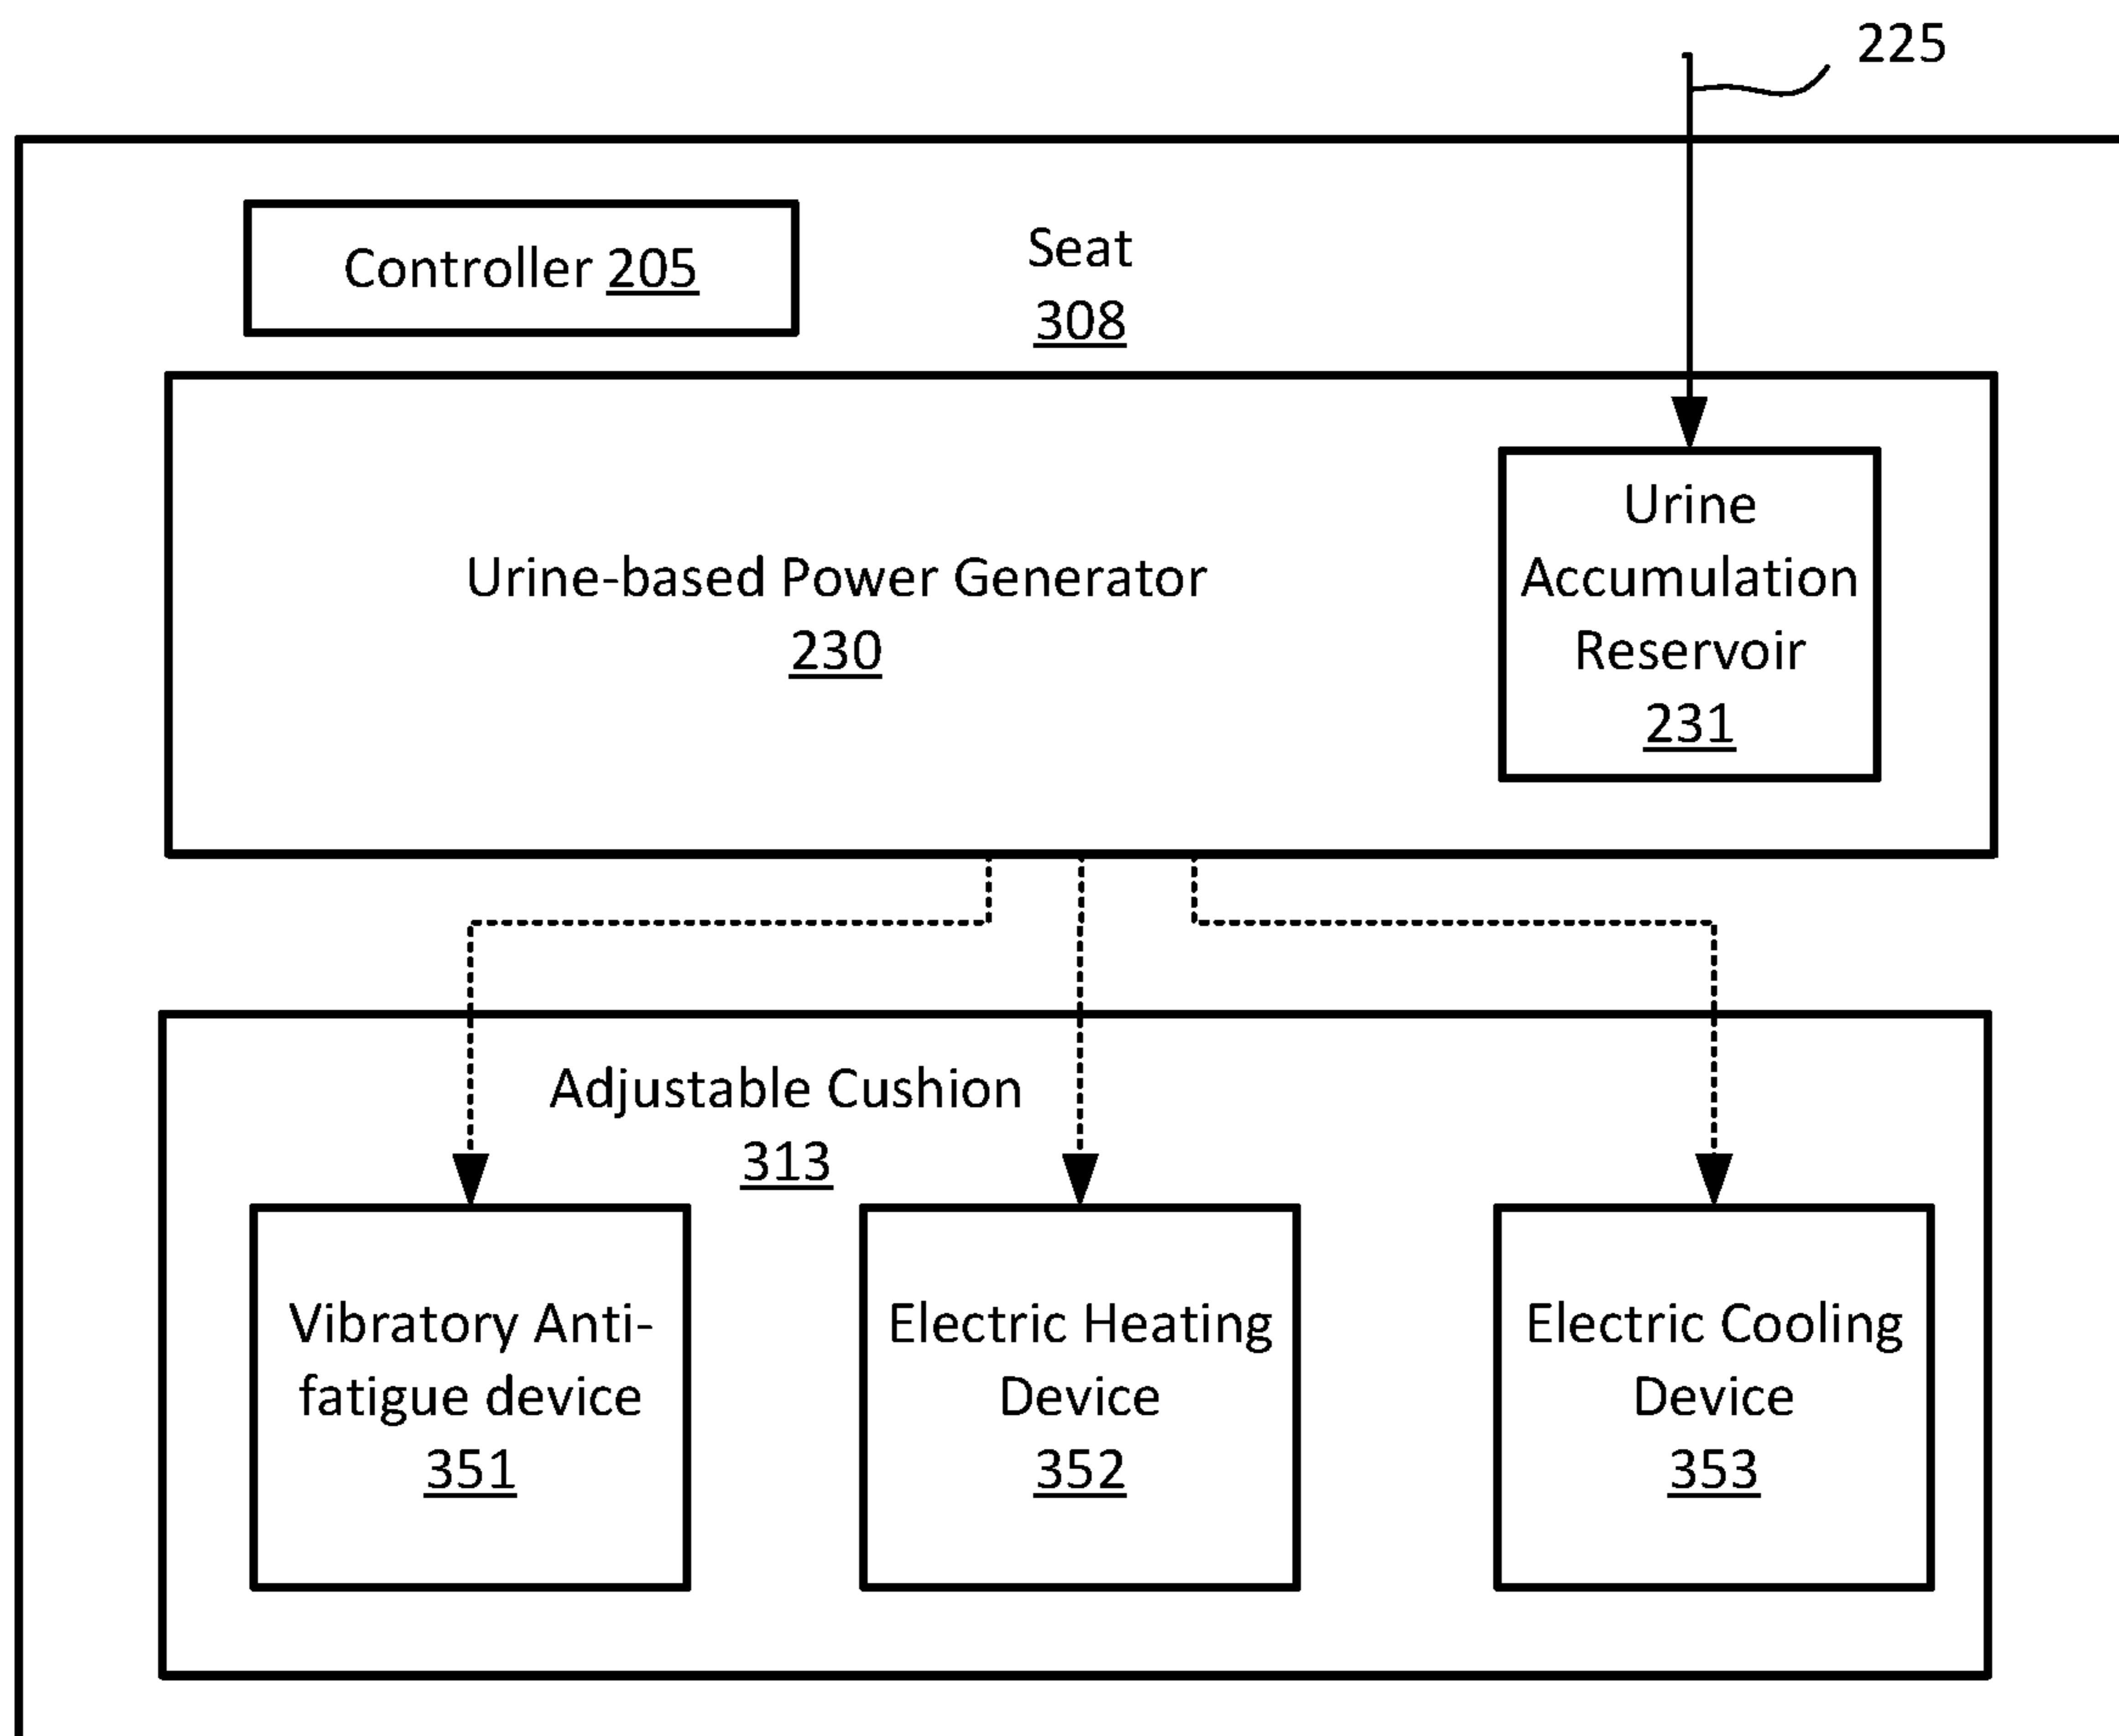 225
Controller 205
Seat
308
Urine-based Power Generator
230
Urine
Accumulation
Reservoir
231
Adjustable Cushion
313
Vibratory Anti-
fatigue device
351
Electric Heating
Device
352
Electric Cooling
Device
353